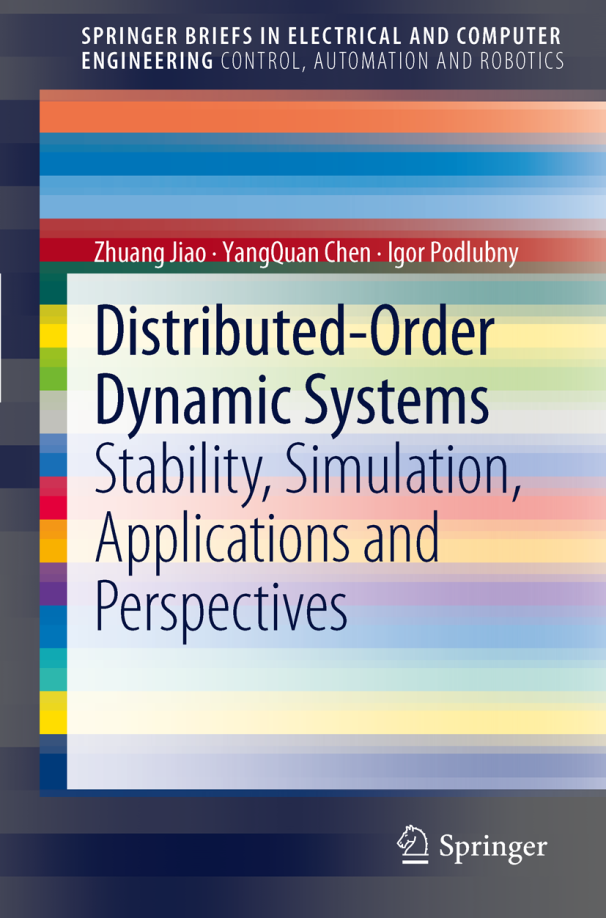 SPRINGER BRIEFS IN ELECTRICAL AND COMPUTER
ENGINEERING CONTROL, AUTOMATION AND ROBOTICS
Zhuang Jiao · YangQuan Chen · Igor Podlubny
Distributed-Order
Dynamic Systems
Stability, Simulation,
Applications and
Perspectives
Springer